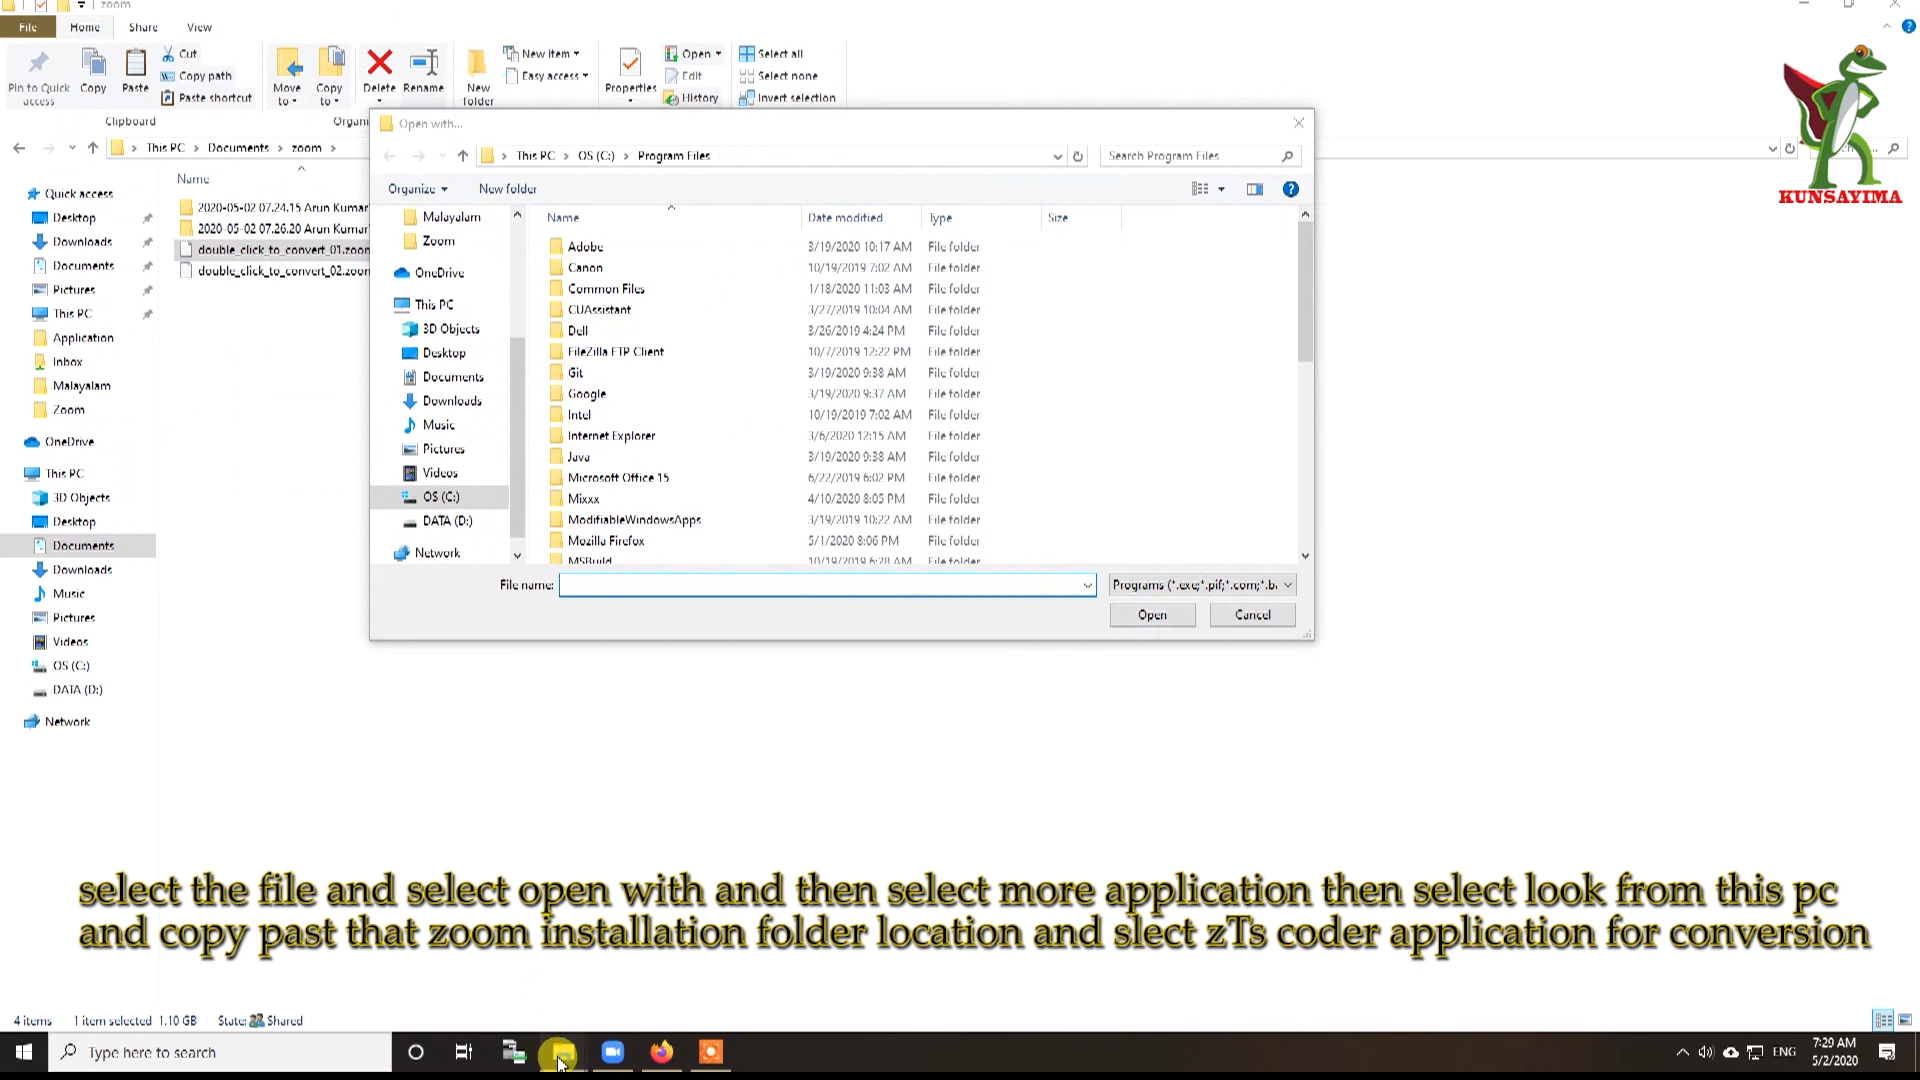 zoom
File
Home
Share
View
Pin to Quick access
Copy
Paste
Cut
Copy path
Paste shortcut
Move to
Copy to
Delete
Rename
New folder
New item
Easy access
Properties
Open
Edit
History
Select all
Select none
Invert selection
Clipboard
Organi
KUNSAYIMA
This PC > Documents > zoom >
Name
2020-05-02 07.24.15 Arun Kumar
2020-05-02 07.26.20 Arun Kumar'
double_click_to_convert_01.zoom
double_click_to_convert_02.zoom
Quick access
Desktop
Downloads
Documents
Pictures
This PC
Application
Inbox
Malayalam
Zoom
OneDrive
This PC
3D Objects
Desktop
Documents
Downloads
Music
Pictures
Videos
OS (C:)
DATA (D:)
Network
Open with...
This PC > OS (C:) > Program Files
Search Program Files
Organize
New folder
Malayalam
Zoom
OneDrive
This PC
3D Objects
Desktop
Documents
Downloads
Music
Pictures
Videos
OS (C:)
DATA (D:)
Network
Name Date modified Type Size
Adobe 3/19/2020 10:17 AM File folder
Canon 10/19/2019 7:02 AM File folder
Common Files 1/18/2020 11:03 AM File folder
CUAssistant 3/27/2019 10:04 AM File folder
Dell 3/26/2019 4:24 PM File folder
FileZilla FTP Client 10/7/2019 12:22 PM File folder
Git 3/19/2020 9:38 AM File folder
Google 3/19/2020 9:37 AM File folder
Intel 10/19/2019 7:02 AM File folder
Internet Explorer 3/6/2020 12:15 AM File folder
Java 3/19/2020 9:38 AM File folder
Microsoft Office 15 6/22/2019 6:02 PM File folder
Mixxx 4/10/2020 8:05 PM File folder
ModifiableWindowsApps 3/19/2019 10:22 AM File folder
Mozilla Firefox 5/1/2020 8:06 PM File folder
MSBuild 10/19/2019 6:28 AM File folder
File name:
Programs (*.exe;*.pif;*.com;*.ba
Open
Cancel
select the file and select open with and then select more application then select look from this pc
and copy past that zoom installation folder location and slect zTs coder application for conversion
4 items 1 item selected 1.10 GB State: Shared
Type here to search
ENG
7:29 AM
5/2/2020